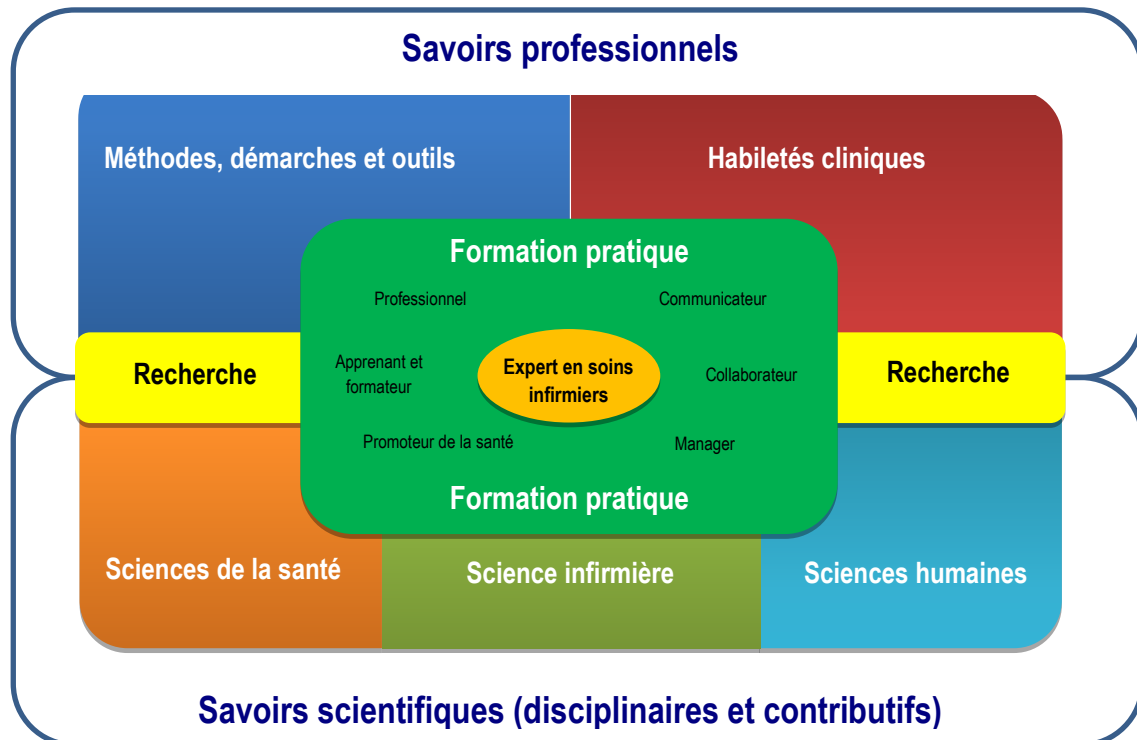 Savoirs professionnels
Méthodes, démarches et outils
Habiletés cliniques
Formation pratique
Professionnel
Communicateur
Recherche
Apprenant et
formateur
Expert en soins
infirmiers
Collaborateur
Recherche
Promoteur de la santé
Manager
Formation pratique
Sciences de la santé
Science infirmière
Sciences humaines
Savoirs scientifiques (disciplinaires et contributifs)